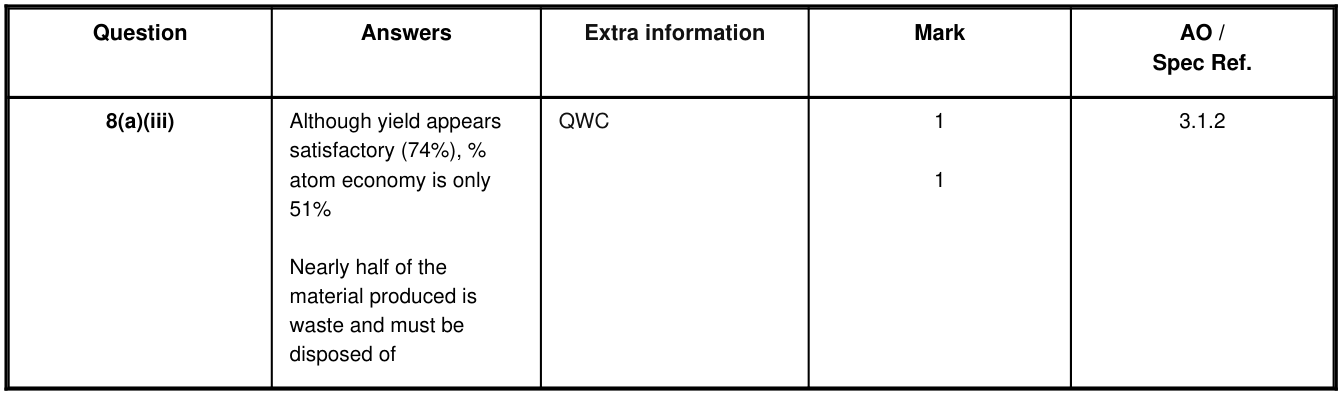 Question Answers Extra information Mark AO /
Spec Ref.
8(a)(iii) Although yield appears QWC 1 3.1.2
satisfactory (74%), %
atom economy is only 1
51%
Nearly half of the
material produced is
waste and must be
disposed of